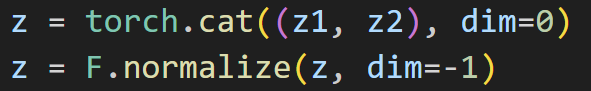 z = torch.cat((z1, z2), dim=0)
z = F.normalize(z, dim=-1)